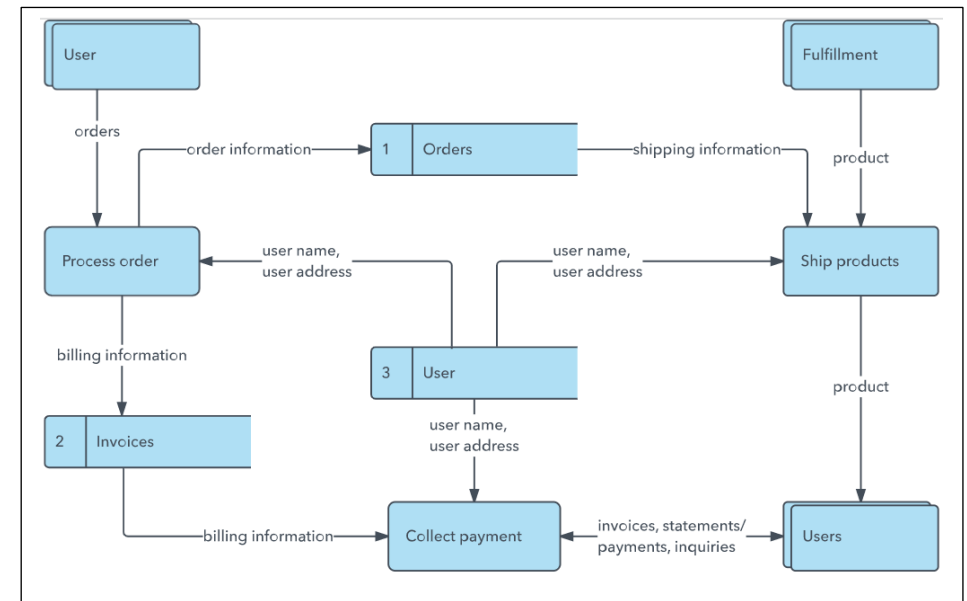 User
Fulfillment
orders
order information
1
Orders
shipping information
product
Process order
user name,
user address
user name,
user address
Ship products
billing information
3
User
product
2
Invoices
user name,
user address
billing information
Collect payment
invoices, statements/
payments, inquiries
Users